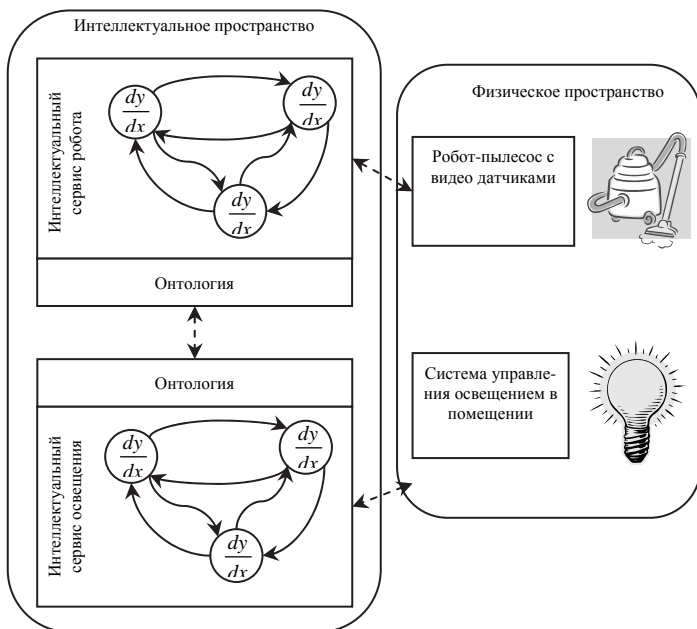 Интеллектуальное пространство
Интеллектуальный
сервис робота
dy
dx
dy
dx
dy
dx
Онтология
Онтология
Интеллектуальный
сервис освещения
dy
dx
dy
dx
dy
dx
Физическое пространство
Робот-пылесос с
видео датчиками
Система управле-
ния освещением в
помещении